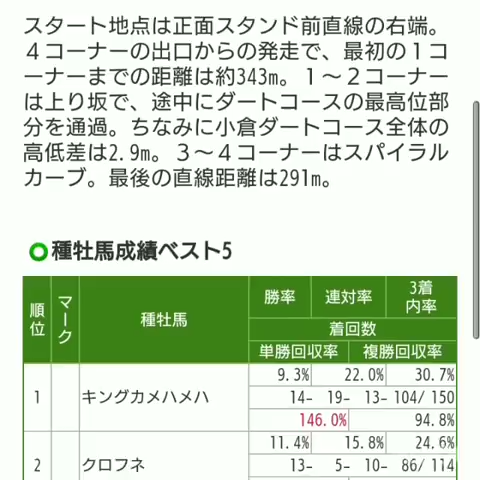 スタート地点は正面スタンド前直線の右端。
４コーナーの出口からの発走で、最初の１コ
ーナーまでの距離は約343m。１～２コーナー
は上り坂で、途中にダートコースの最高位部
分を通過。ちなみに小倉ダートコース全体の
高低差は2.9m。３～４コーナーはスパイラル
カーブ。最後の直線距離は291m。
種牡馬成績ベスト5
順位 マーク 種牡馬 勝率 連対率 3着内率
着回数
単勝回収率 複勝回収率
1 キングカメハメハ 9.3% 22.0% 30.7%
14- 19- 13- 104/ 150
146.0% 94.8%
2 クロフネ 11.4% 15.8% 24.6%
13- 5- 10- 86/ 114